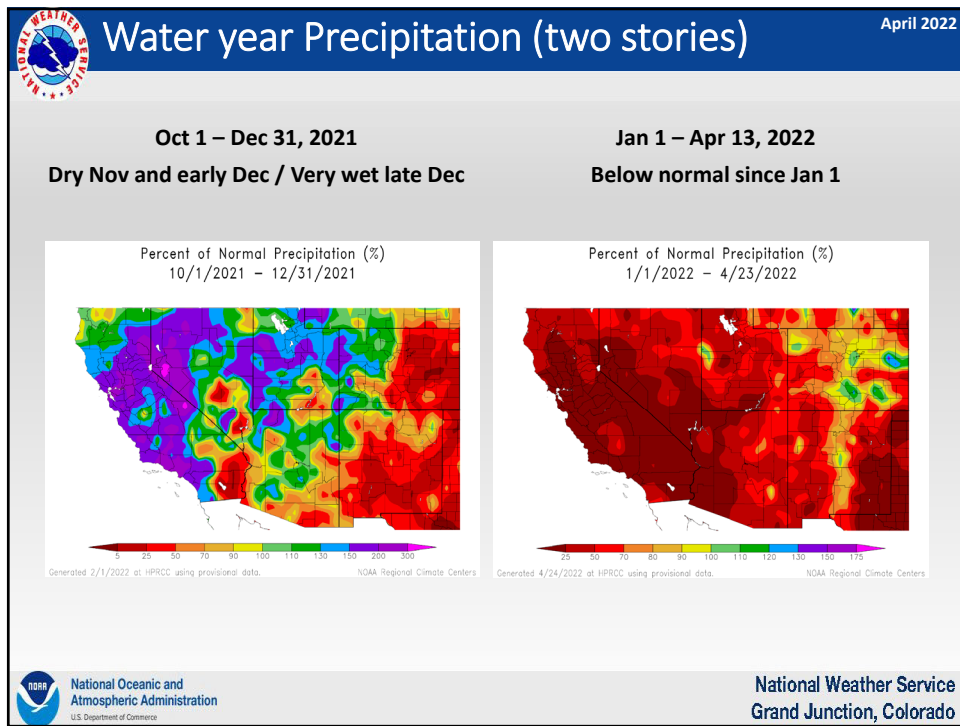 Water year Precipitation (two stories)
April 2022
NATIONAL WEATHER SERVICE
Oct 1 – Dec 31, 2021
Dry Nov and early Dec / Very wet late Dec
Jan 1 – Apr 13, 2022
Below normal since Jan 1
Percent of Normal Precipitation (%)
10/1/2021 – 12/31/2021
5 25 50 70 90 100 110 130 150 200 300
Generated 2/1/2022 at HPRCC using provisional data.
NOAA Regional Climate Centers
Percent of Normal Precipitation (%)
1/1/2022 – 4/23/2022
25 50 70 80 90 100 110 120 130 150 175
Generated 4/24/2022 at HPRCC using provisional data.
NOAA Regional Climate Centers
NOAA
National Oceanic and
Atmospheric Administration
U.S. Department of Commerce
National Weather Service
Grand Junction, Colorado